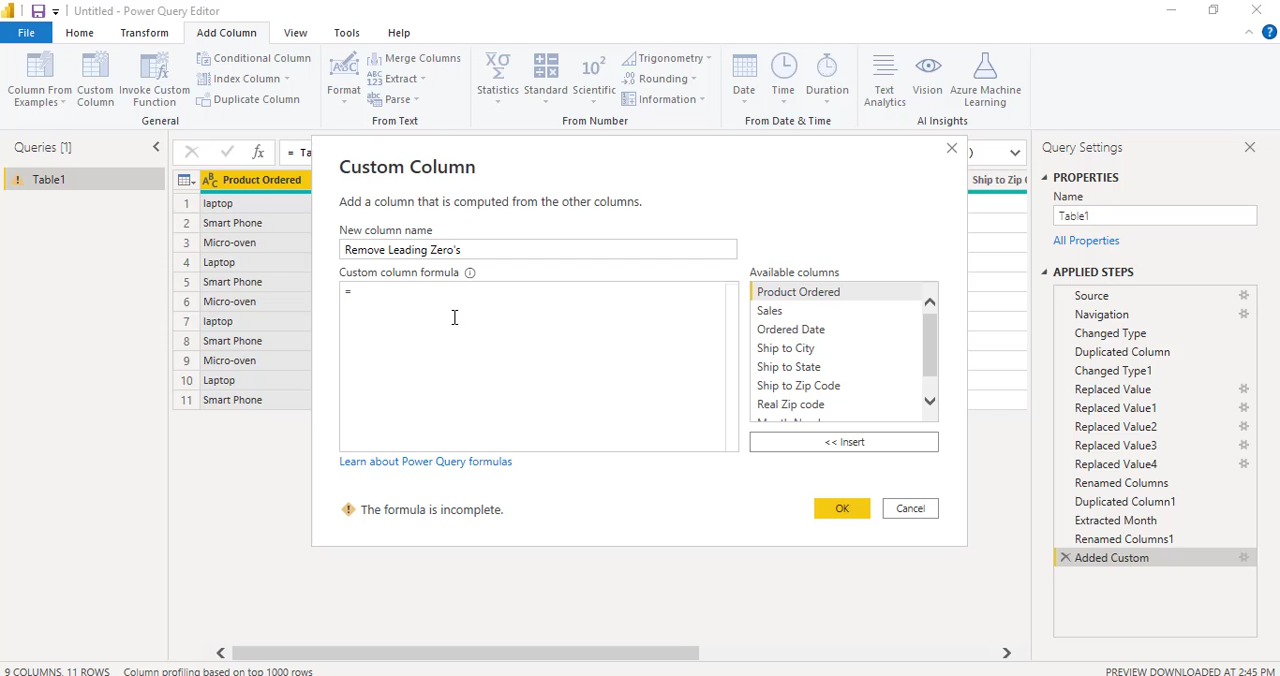 Untitled - Power Query Editor
File Home Transform Add Column View Tools Help
Column From Examples
Custom Column
Invoke Custom Function
Conditional Column
Index Column
Duplicate Column
General
Format
Merge Columns
Extract
Parse
From Text
Statistics
Standard
Scientific
Trigonometry
Rounding
Information
From Number
Date
Time
Duration
From Date & Time
Text Analytics
Vision
Azure Machine Learning
AI Insights
Queries [1]
Table1
= Ta
)
Product Ordered
Ship to Zip
1 laptop
2 Smart Phone
3 Micro-oven
4 Laptop
5 Smart Phone
6 Micro-oven
7 laptop
8 Smart Phone
9 Micro-oven
10 Laptop
11 Smart Phone
Custom Column
Add a column that is computed from the other columns.
New column name
Remove Leading Zero's
Custom column formula
=
Available columns
Product Ordered
Sales
Ordered Date
Ship to City
Ship to State
Ship to Zip Code
Real Zip code
<< Insert
Learn about Power Query formulas
The formula is incomplete.
OK
Cancel
Query Settings
PROPERTIES
Name
Table1
All Properties
APPLIED STEPS
Source
Navigation
Changed Type
Duplicated Column
Changed Type1
Replaced Value
Replaced Value1
Replaced Value2
Replaced Value3
Replaced Value4
Renamed Columns
Duplicated Column1
Extracted Month
Renamed Columns1
Added Custom
9 COLUMNS, 11 ROWS
Column profiling based on top 1000 rows
PREVIEW DOWNLOADED AT 2:45 PM